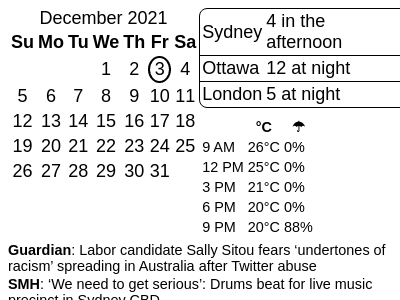 December 2021
Su Mo Tu We Th Fr Sa
1 2 3 4
5 6 7 8 9 10 11
12 13 14 15 16 17 18
19 20 21 22 23 24 25
26 27 28 29 30 31
Sydney 4 in the
afternoon
Ottawa 12 at night
London 5 at night
°C ☂
9 AM 26°C 0%
12 PM 25°C 0%
3 PM 21°C 0%
6 PM 20°C 0%
9 PM 20°C 88%
Guardian: Labor candidate Sally Sitou fears ‘undertones of
racism’ spreading in Australia after Twitter abuse
SMH: ‘We need to get serious’: Drums beat for live music
precinct in Sydney CBD